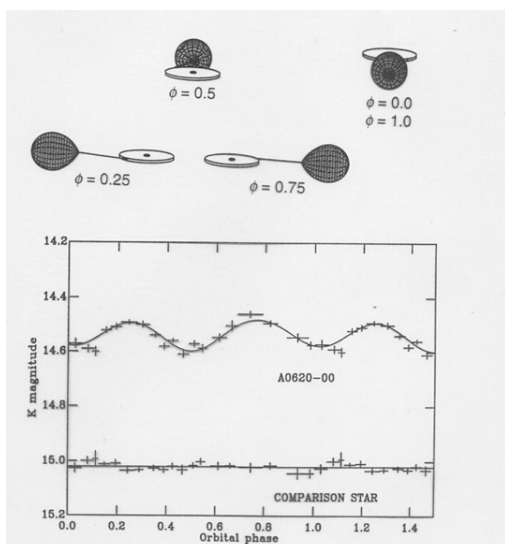 ϕ = 0.5
ϕ = 0.0
ϕ = 1.0
ϕ = 0.25
ϕ = 0.75
14.2
14.4
14.6
14.8
15.0
15.2
K magnitude
A0620-00
COMPARISON STAR
0.0 0.2 0.4 0.6 0.8 1.0 1.2 1.4
Orbital phase